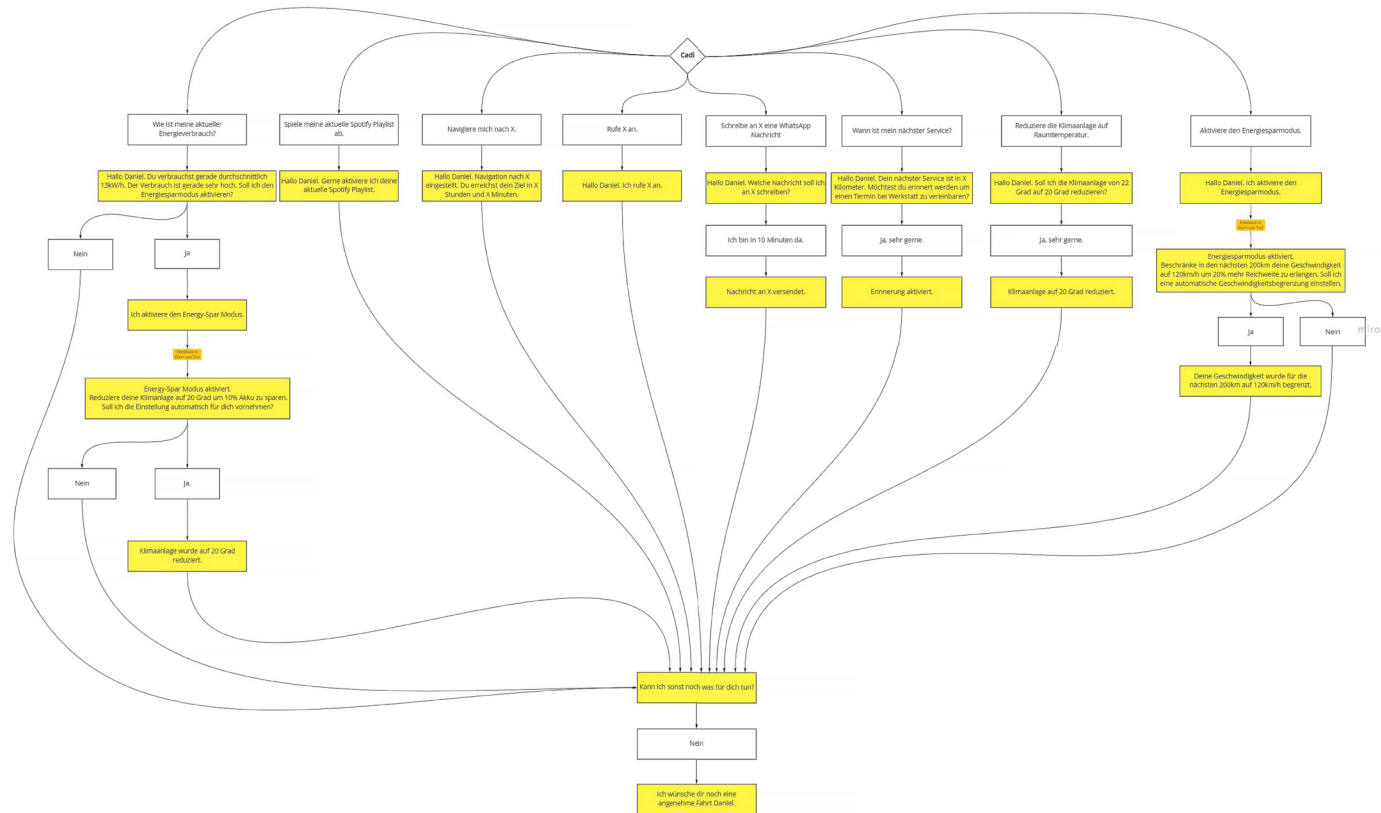 Cadi
Wie ist meine aktueller
Energieverbrauch?
Spiele meine aktuelle Spotify Playlist
ab.
Navigiere mich nach X.
Rufe X an.
Schreibe an X eine WhatsApp
Nachricht
Wann ist mein nächster Service?
Reduziere die Klimaanlage auf
Raumtemperatur.
Aktiviere den Energiesparmodus.
Hallo Daniel. Du verbrauchst gerade durchschnittlich
13kW/h. Der Verbruch ist gerade sehr hoch. Soll ich den
Energiesparmodus aktivieren?
Hallo Daniel. Gerne aktiviere ich deine
aktuelle Spotify Playlist.
Hallo Daniel. Navigation nach X
eingestellt. Du erreichst dein Ziel in X
Stunden und X Minuten.
Hallo Daniel. Ich rufe X an.
Hallo Daniel. Welche Nachricht soll ich
an X schreiben?
Hallo Daniel. Dein nächster Service ist in X
Kilometer. Möchtest du erinnert werden um
einen Termin bei Werkstatt zu vereinbaren?
Hallo Daniel. Soll ich die Klimaanlage von 22
Grad auf 20 Grad reduzieren?
Hallo Daniel. Ich aktiviere den
Energiesparmodus.
Nein
Ja
Ich bin in 10 Minuten da.
Ja, sehr gerne.
Ja, sehr gerne.
Feedback in
Form von Ton
Energiesparmodus aktiviert.
Beschränke in den nächsten 200km deine Geschwindigkeit
auf 120km/h um 20% mehr Reichweite zu erlangen. Soll ich
eine automatische Geschwindigkeitsbegrenzung einstellen.
Ich aktiviere den Energy-Spar Modus.
Nachricht an X versendet.
Erinnerung aktiviert.
Klimaanlage auf 20 Grad reduziert.
Ja
Nein
miro
Feedback in
Form von Ton
Energy-Spar Modus aktiviert.
Reduziere deine Klimanlage auf 20 Grad um 10% Akku zu sparen.
Soll ich die Einstellung automatisch für dich vornehmen?
Deine Geschwindigkeit wurde für die
nächsten 200km auf 120km/h begrenzt.
Nein
Ja.
Klimaanlage wurde auf 20 Grad
reduziert.
Kann ich sonst noch was für dich tun?
Nein
Ich wünsche dir noch eine
angenehme Fahrt Daniel.